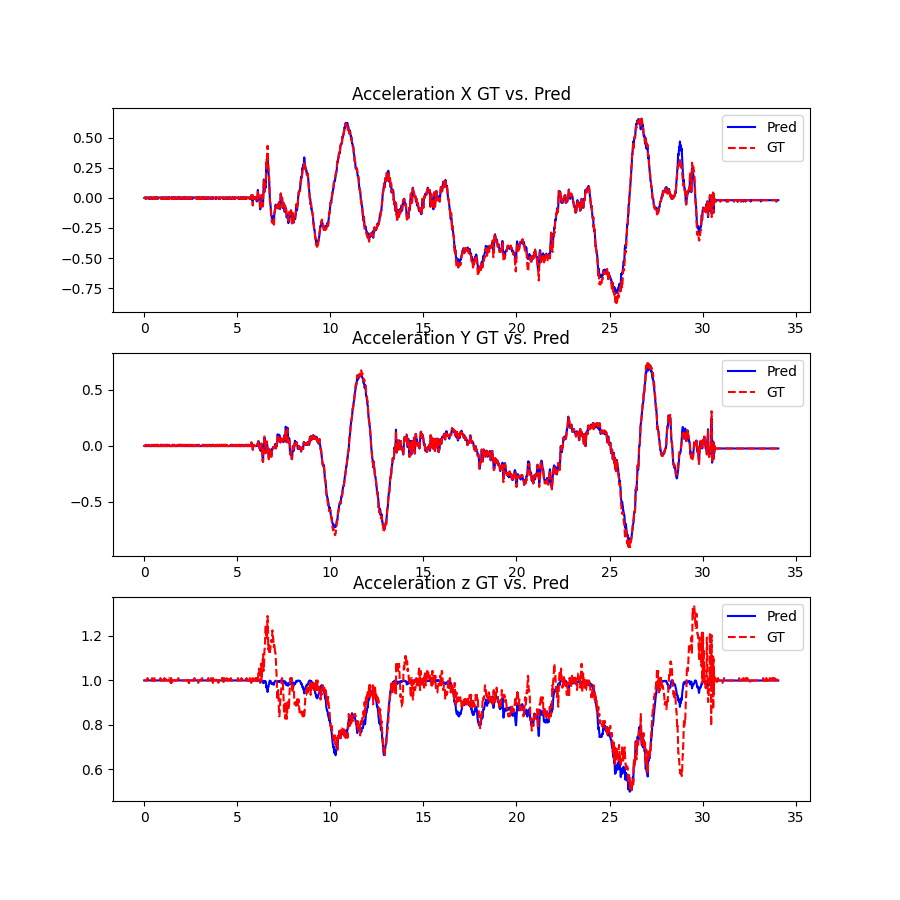 Acceleration X GT vs. Pred
0.50
0.25
0.00
−0.25
−0.50
−0.75
Pred
GT
0 5 10 15 20 25 30 35
Acceleration Y GT vs. Pred
0.5
0.0
−0.5
Pred
GT
0 5 10 15 20 25 30 35
Acceleration z GT vs. Pred
1.2
1.0
0.8
0.6
Pred
GT
0 5 10 15 20 25 30 35